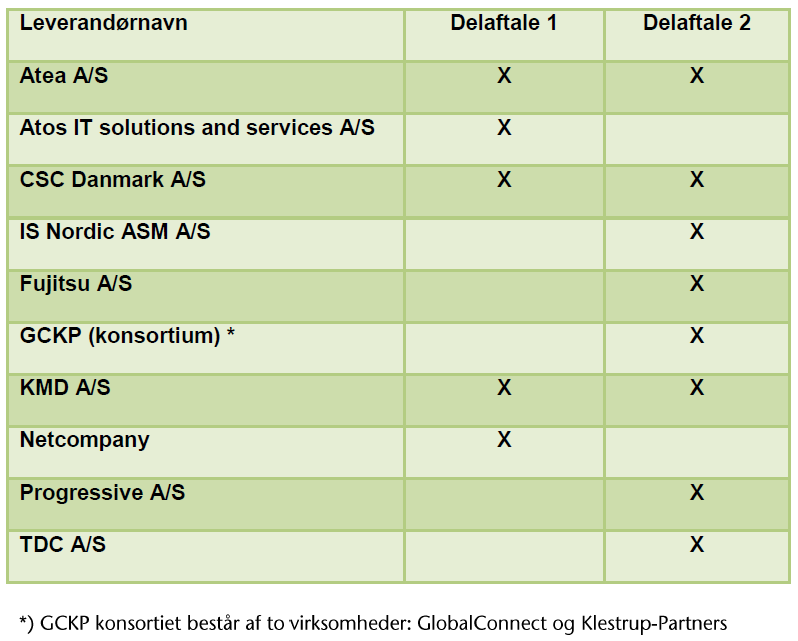 Leverandørnavn Delaftale 1 Delaftale 2
Atea A/S X X
Atos IT solutions and services A/S X
CSC Danmark A/S X X
IS Nordic ASM A/S X
Fujitsu A/S X
GCKP (konsortium) * X
KMD A/S X X
Netcompany X
Progressive A/S X
TDC A/S X
*) GCKP konsortiet består af to virksomheder: GlobalConnect og Klestrup-Partners